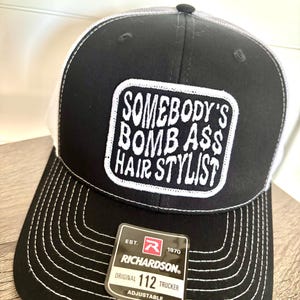 SOMEBODY'S
BOMB A$$
HAIR STYLIST
EST. R 1970
RICHARDSON®
ORIGINAL 112 TRUCKER
ADJUSTABLE